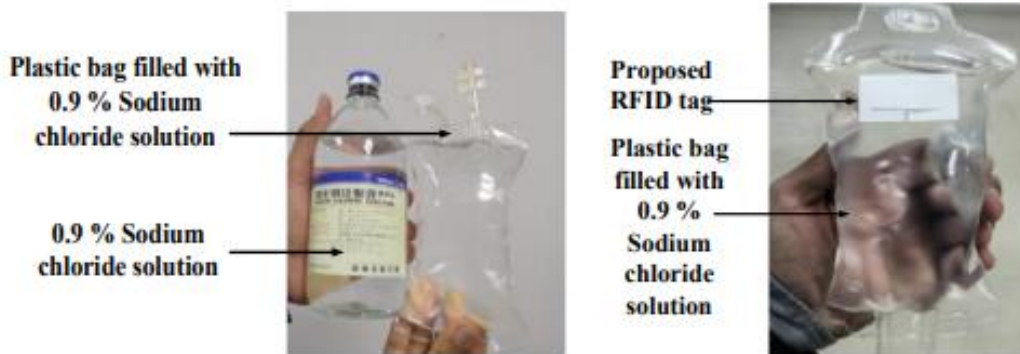 Plastic bag filled with
0.9 % Sodium
chloride solution
0.9 % Sodium
chloride solution
Proposed
RFID tag
Plastic bag
filled with
0.9 %
Sodium
chloride
solution